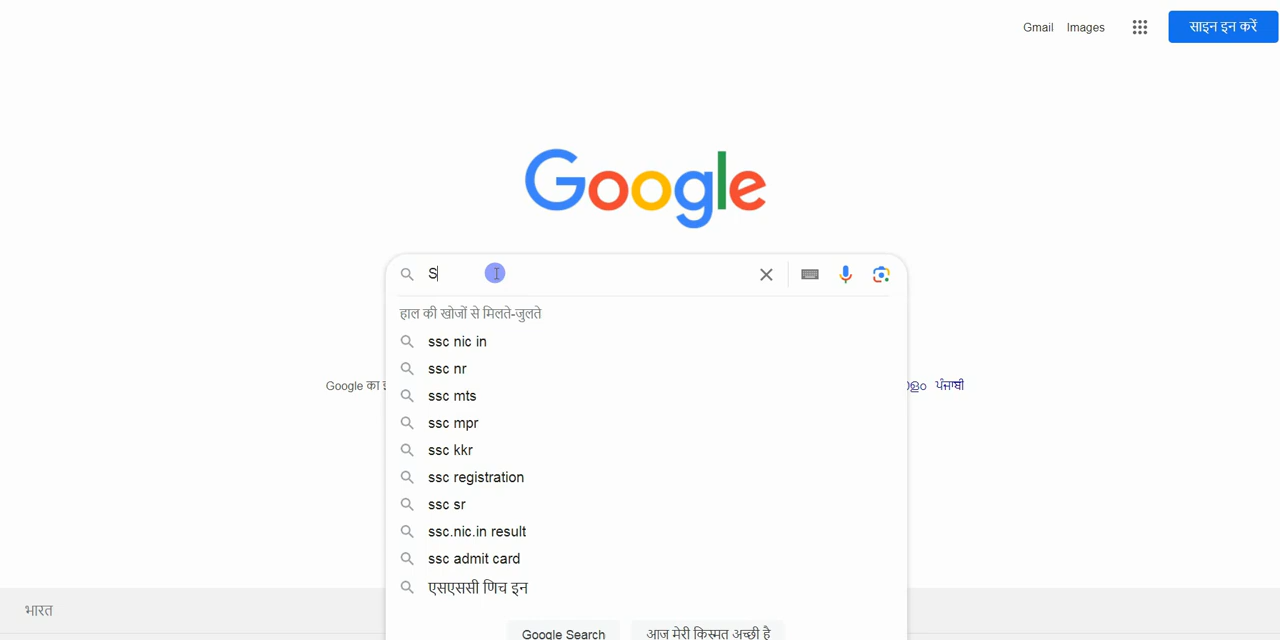 Gmail Images साइन इन करें
Google
S
हाल की खोजों से मिलते-जुलते
ssc nic in
ssc nr
ssc mts
ssc mpr
ssc kkr
ssc registration
ssc sr
ssc.nic.in result
ssc admit card
एसएससी णिच इन
Google का ਪੰਜਾਬੀ
भारत
Google Search आज मेरी किस्मत अच्छी है